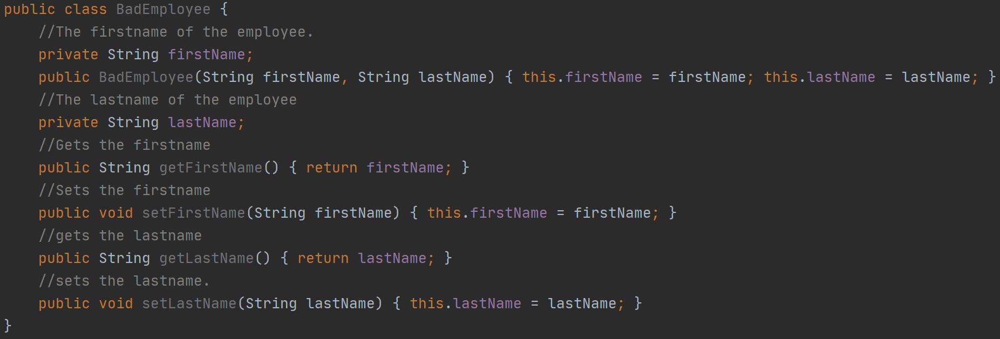 public class BadEmployee {
    //The firstname of the employee.
    private String firstName;
    public BadEmployee(String firstName, String lastName) { this.firstName = firstName; this.lastName = lastName; }
    //The lastname of the employee
    private String lastName;
    //Gets the firstname
    public String getFirstName() { return firstName; }
    //Sets the firstname
    public void setFirstName(String firstName) { this.firstName = firstName; }
    //gets the lastname
    public String getLastName() { return lastName; }
    //sets the lastname.
    public void setLastName(String lastName) { this.lastName = lastName; }
}